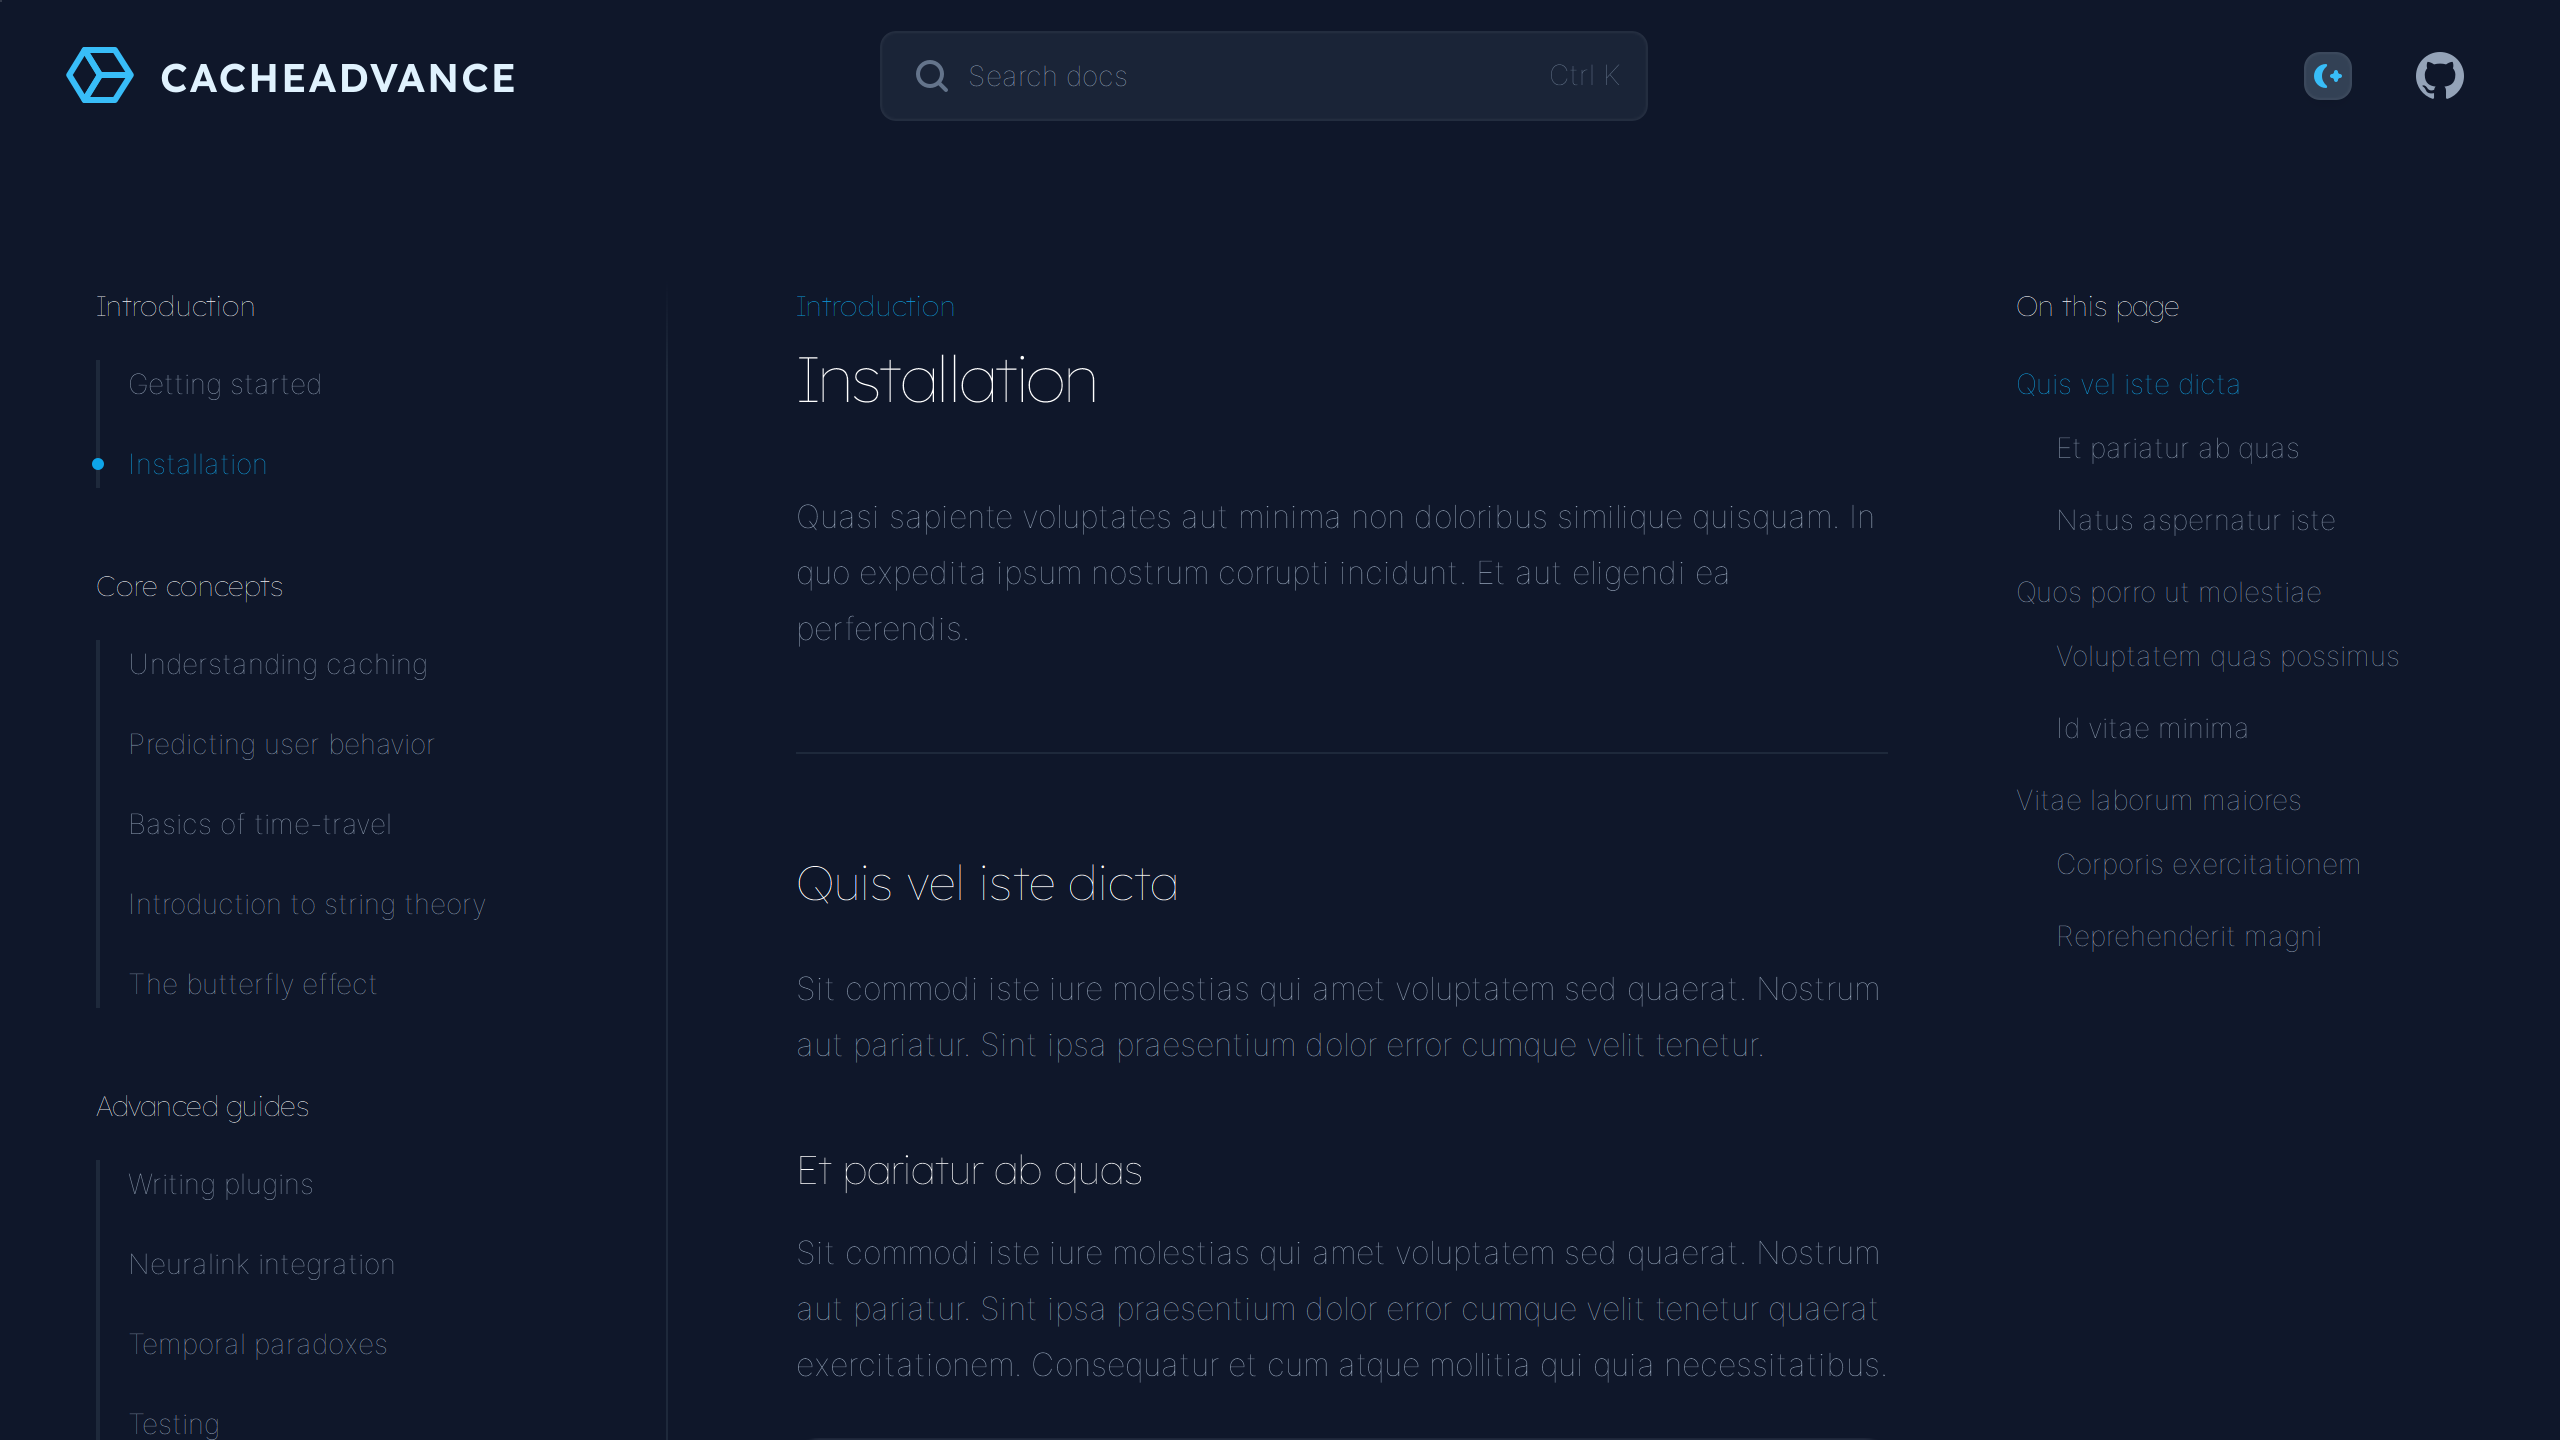 CACHEADVANCE
Search docs
Ctrl K
Introduction
Getting started
Installation
Core concepts
Understanding caching
Predicting user behavior
Basics of time-travel
Introduction to string theory
The butterfly effect
Advanced guides
Writing plugins
Neuralink integration
Temporal paradoxes
Testing
Introduction
Installation
Quasi sapiente voluptates aut minima non doloribus similique quisquam. In
quo expedita ipsum nostrum corrupti incidunt. Et aut eligendi ea
perferendis.
Quis vel iste dicta
Sit commodi iste iure molestias qui amet voluptatem sed quaerat. Nostrum
aut pariatur. Sint ipsa praesentium dolor error cumque velit tenetur.
Et pariatur ab quas
Sit commodi iste iure molestias qui amet voluptatem sed quaerat. Nostrum
aut pariatur. Sint ipsa praesentium dolor error cumque velit tenetur quaerat
exercitationem. Consequatur et cum atque mollitia qui quia necessitatibus.
On this page
Quis vel iste dicta
Et pariatur ab quas
Natus aspernatur iste
Quos porro ut molestiae
Voluptatem quas possimus
Id vitae minima
Vitae laborum maiores
Corporis exercitationem
Reprehenderit magni